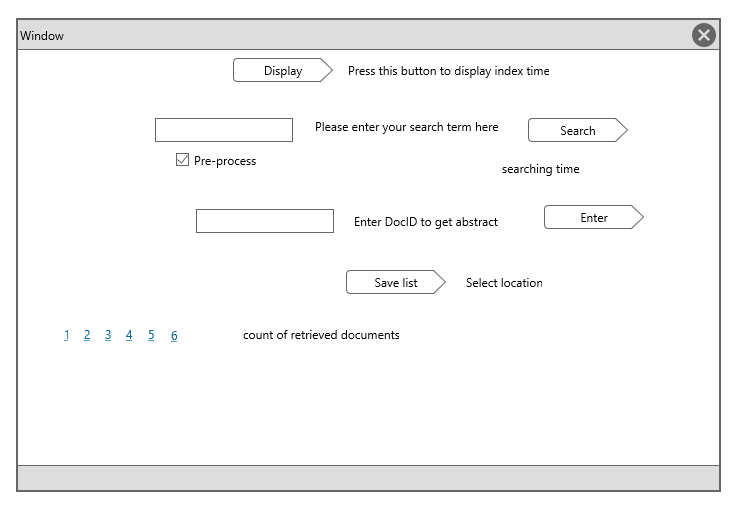 Window
Display Press this button to display index time
Please enter your search term here Search
Pre-process
searching time
Enter DocID to get abstract Enter
Save list Select location
1 2 3 4 5 6 count of retrieved documents